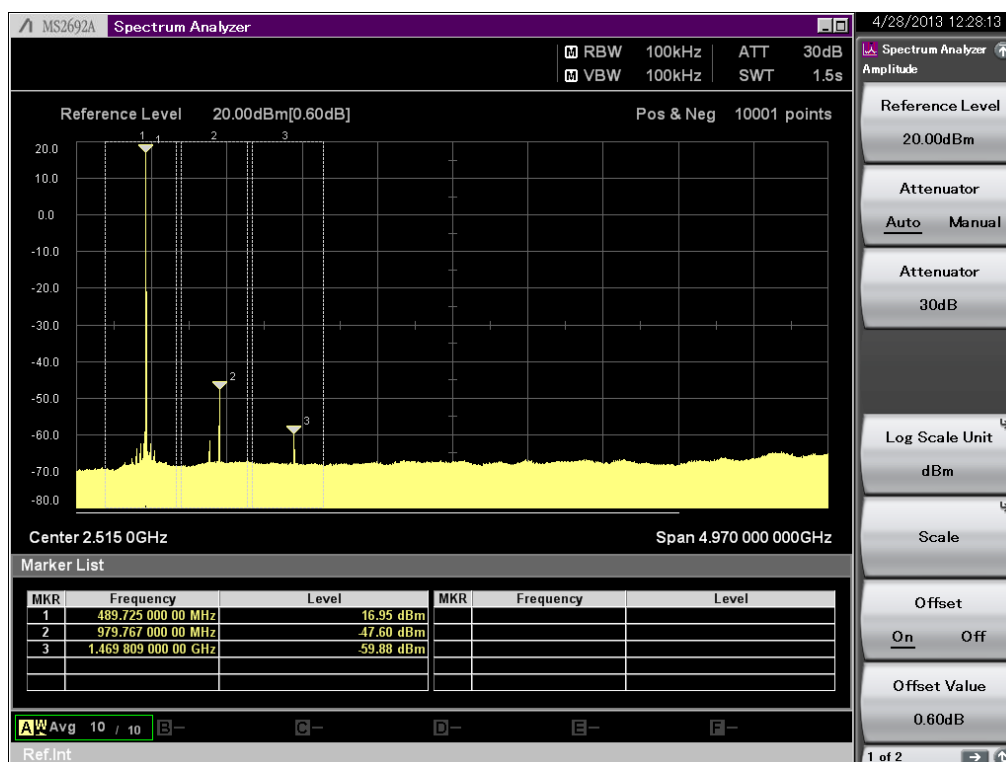 MS2692A Spectrum Analyzer
4/28/2013 12:28:13
M RBW 100kHz ATT 30dB
M VBW 100kHz SWT 1.5s
Spectrum Analyzer
Amplitude
Reference Level 20.00dBm[0.60dB] Pos & Neg 10001 points
Reference Level
20.00dBm
Attenuator
Auto Manual
Attenuator
30dB
Log Scale Unit
dBm
Scale
Offset
On Off
Offset Value
0.60dB
1 of 2
1 1 2 3
20.0
10.0
0.0
-10.0
-20.0
-30.0
-40.0
-50.0
-60.0
-70.0
-80.0
2
3
Center 2.515 0GHz Span 4.970 000 000GHz
Marker List
MKR Frequency Level MKR Frequency Level
1 489.725 000 00 MHz 16.95 dBm
2 979.767 000 00 MHz -47.60 dBm
3 1.469 809 000 00 GHz -59.88 dBm
A W Avg 10 / 10 B- C- D- E- F-
Ref.Int